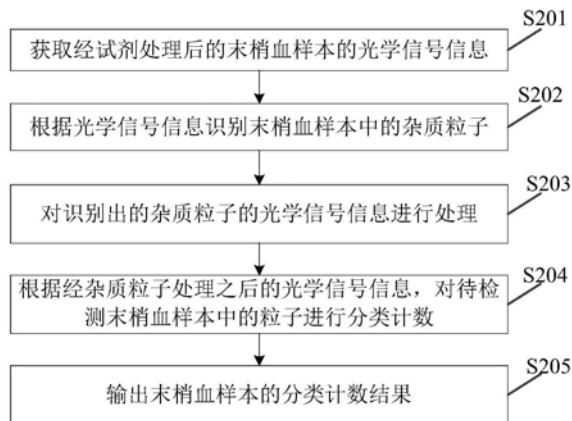 S201
获取经试剂处理后的末梢血样本的光学信号信息
S202
根据光学信号信息识别末梢血样本中的杂质粒子
S203
对识别出的杂质粒子的光学信号信息进行处理
S204
根据经杂质粒子处理之后的光学信号信息，对待检
测末梢血样本中的粒子进行分类计数
S205
输出末梢血样本的分类计数结果